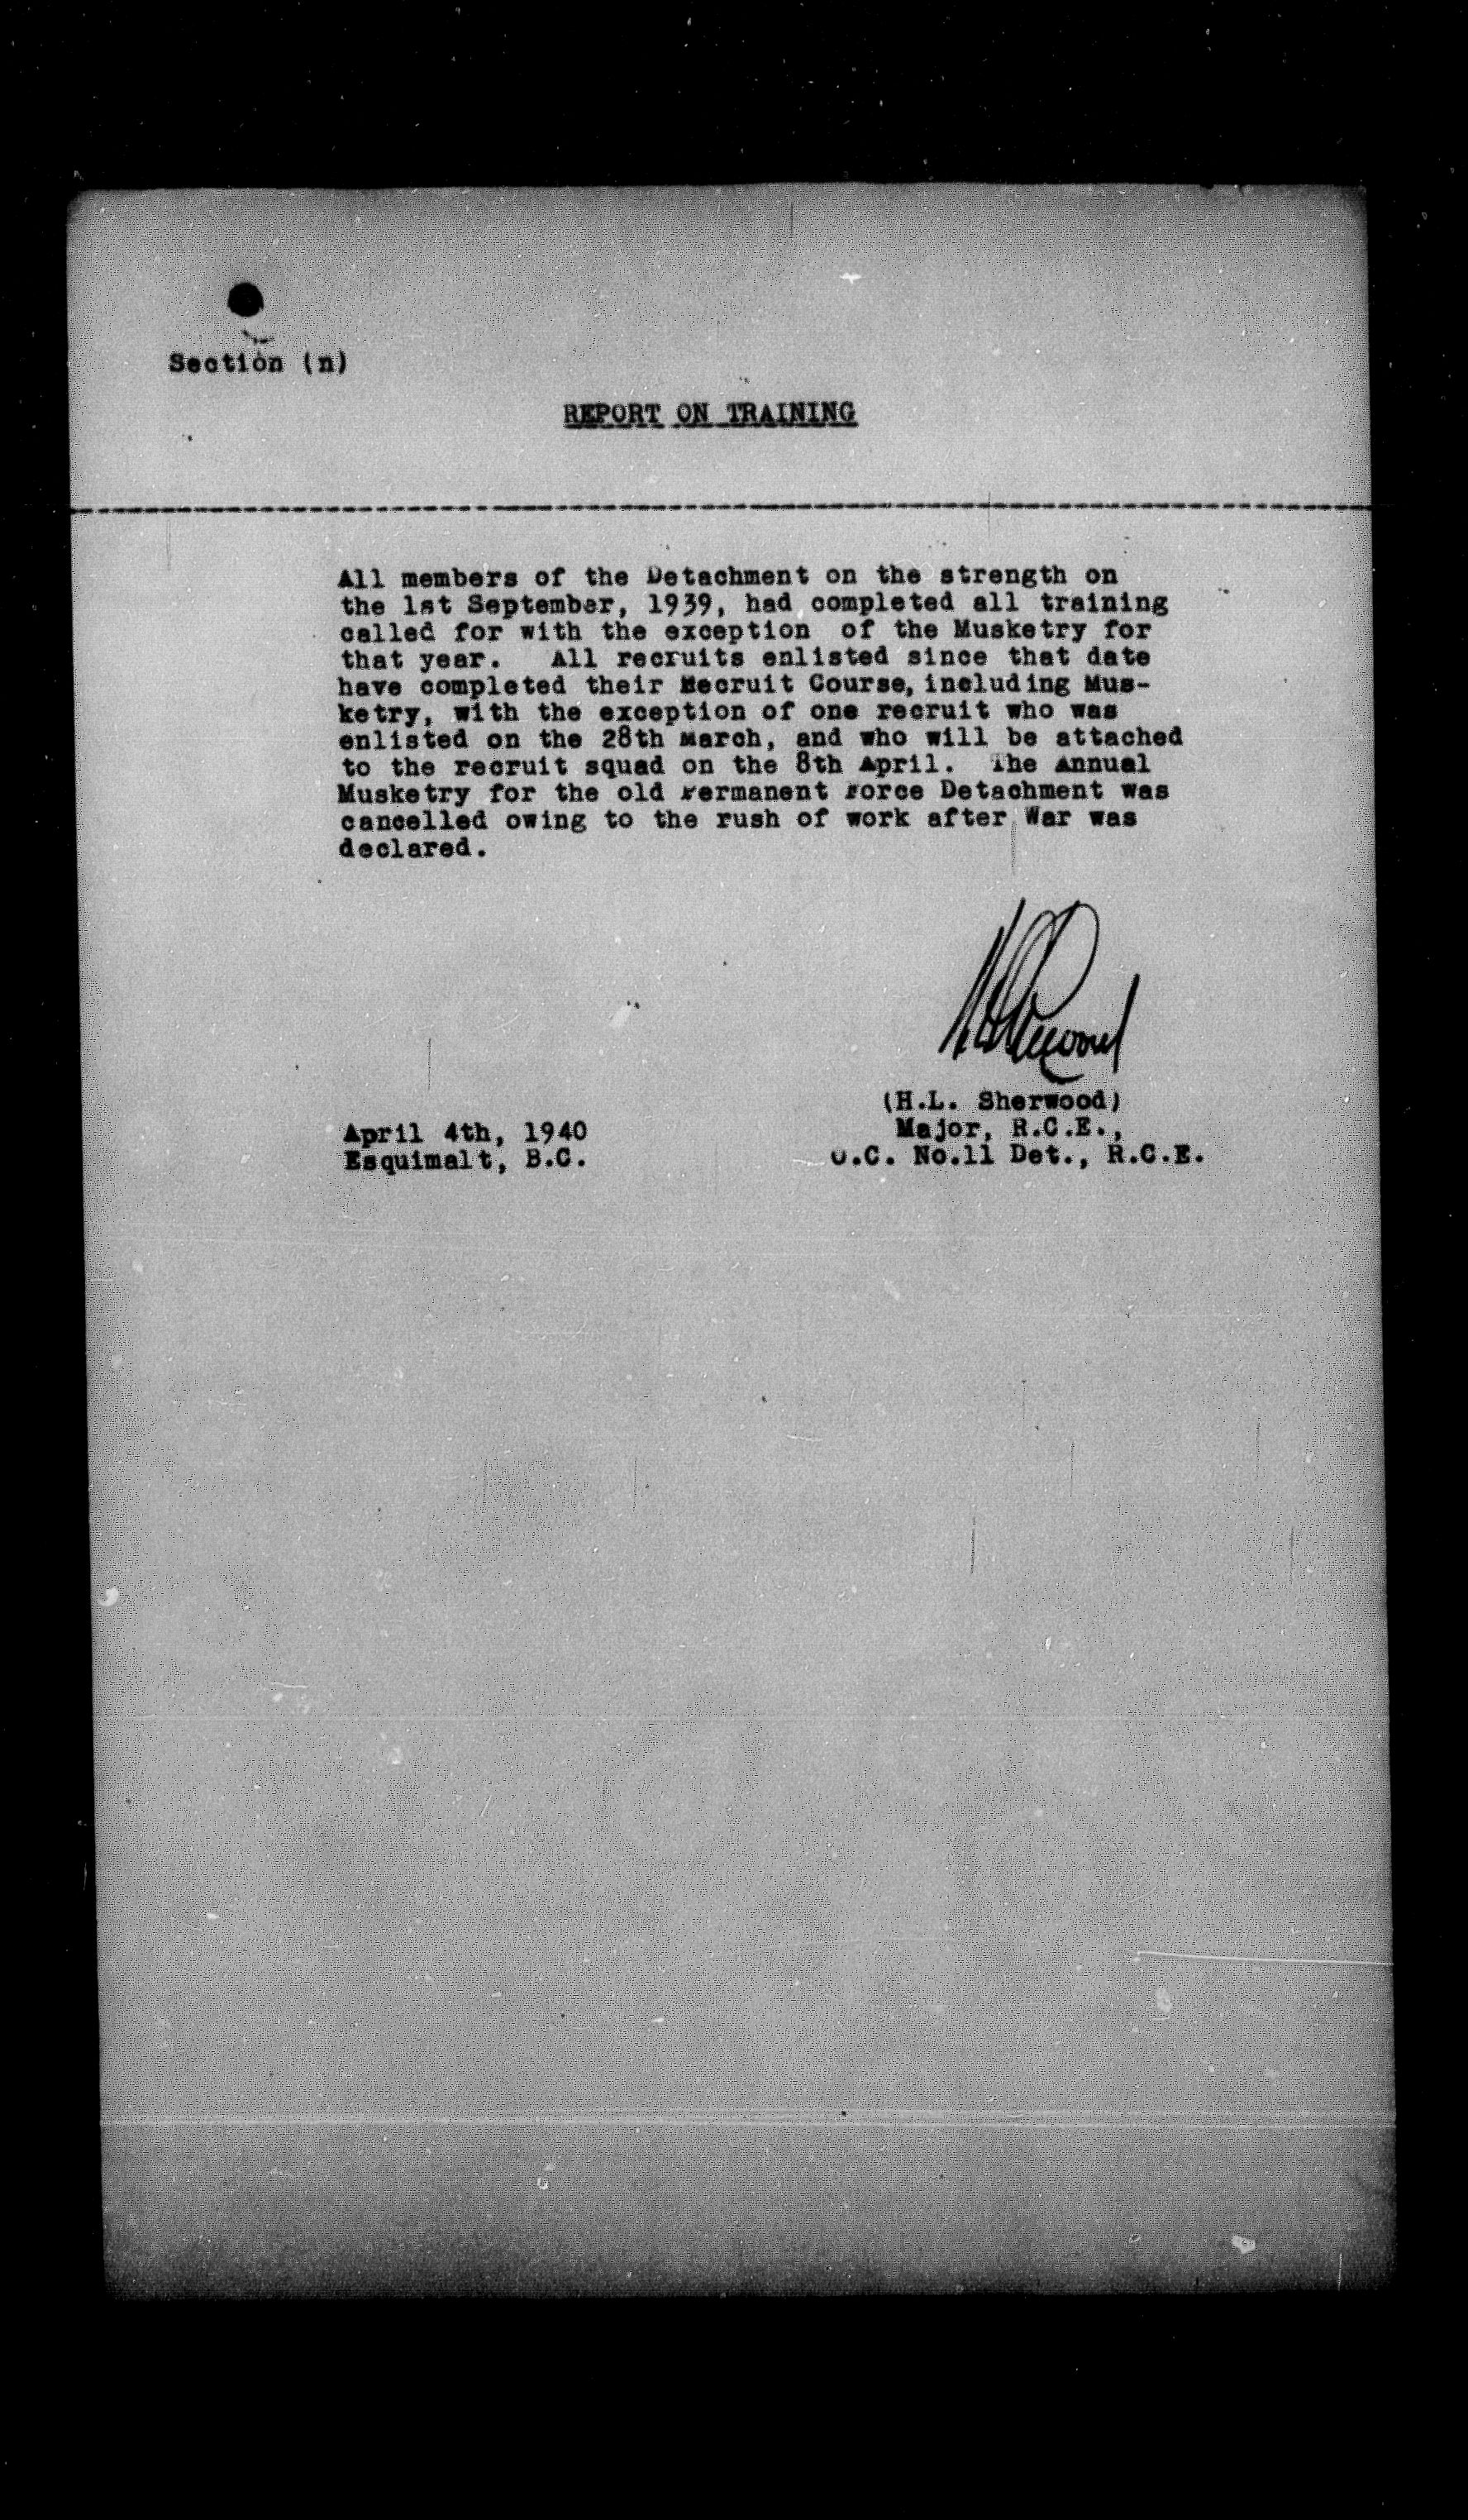 Section (n)
REPORT ON TRAINING
All members of the Detachment on the strength on
the 1st September, 1939, had completed all training
called for with the exception of the Musketry for
that year. All recruits enlisted since that date
have completed their Recruit Course, including Mus-
ketry, with the exception of one recruit who was
enlisted on the 28th March, and who will be attached
to the recruit squad on the 8th April. The Annual
Musketry for the old Permanent Force Detachment was
cancelled owing to the rush of work after War was
declared.
(H.L. Sherwood)
Major, R.C.E.,
O.C. No.11 Det., R.C.E.
April 4th, 1940
Esquimalt, B.C.